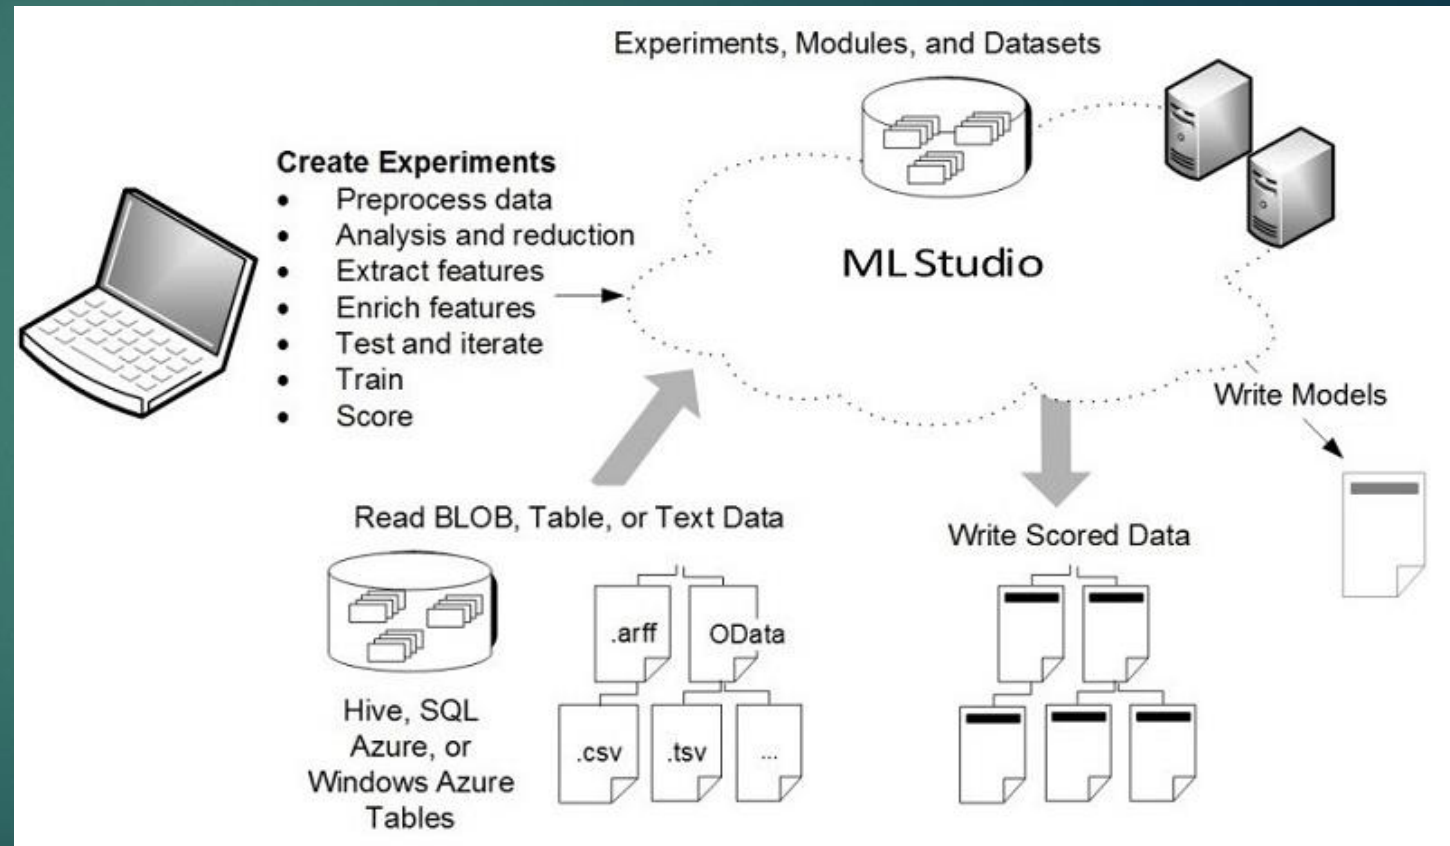 Experiments, Modules, and Datasets
Create Experiments
• Preprocess data
• Analysis and reduction
• Extract features
• Enrich features
• Test and iterate
• Train
• Score
ML Studio
Write Models
Read BLOB, Table, or Text Data
Write Scored Data
.arff
OData
.csv
.tsv
...
Hive, SQL
Azure, or
Windows Azure
Tables